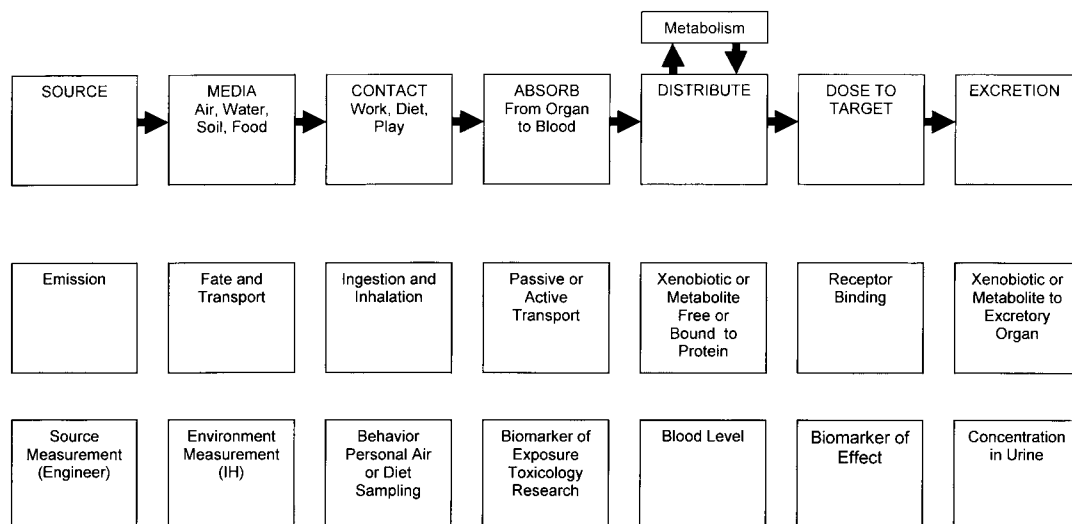 Metabolism
SOURCE
MEDIA
Air, Water,
Soil, Food
CONTACT
Work, Diet,
Play
ABSORB
From Organ
to Blood
DISTRIBUTE
DOSE TO
TARGET
EXCRETION
Emission
Fate and
Transport
Ingestion and
Inhalation
Passive or
Active
Transport
Xenobiotic or
Metabolite
Free or
Bound to
Protein
Receptor
Binding
Xenobiotic or
Metabolite to
Excretory
Organ
Source
Measurement
(Engineer)
Environment
Measurement
(IH)
Behavior
Personal Air
or Diet
Sampling
Biomarker of
Exposure
Toxicology
Research
Blood Level
Biomarker of
Effect
Concentration
in Urine